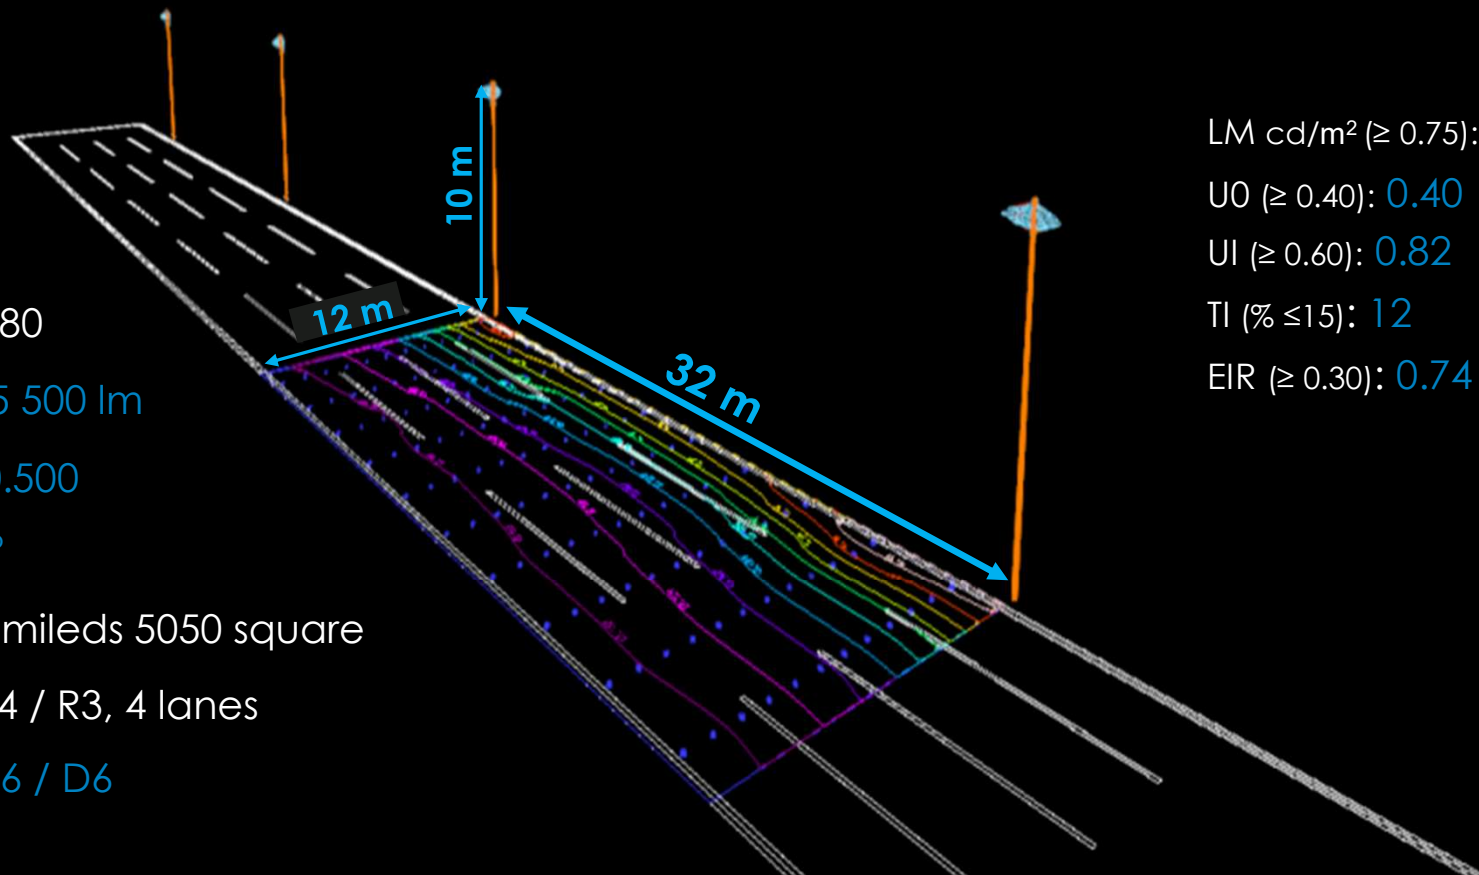 LM cd/m² (≥ 0.75):
U0 (≥ 0.40): 0.40
UI (≥ 0.60): 0.82
TI (% ≤15): 12
EIR (≥ 0.30): 0.74
10 m
12 m
32 m
80
5 500 lm
0.500
mileds 5050 square
4 / R3, 4 lanes
6 / D6